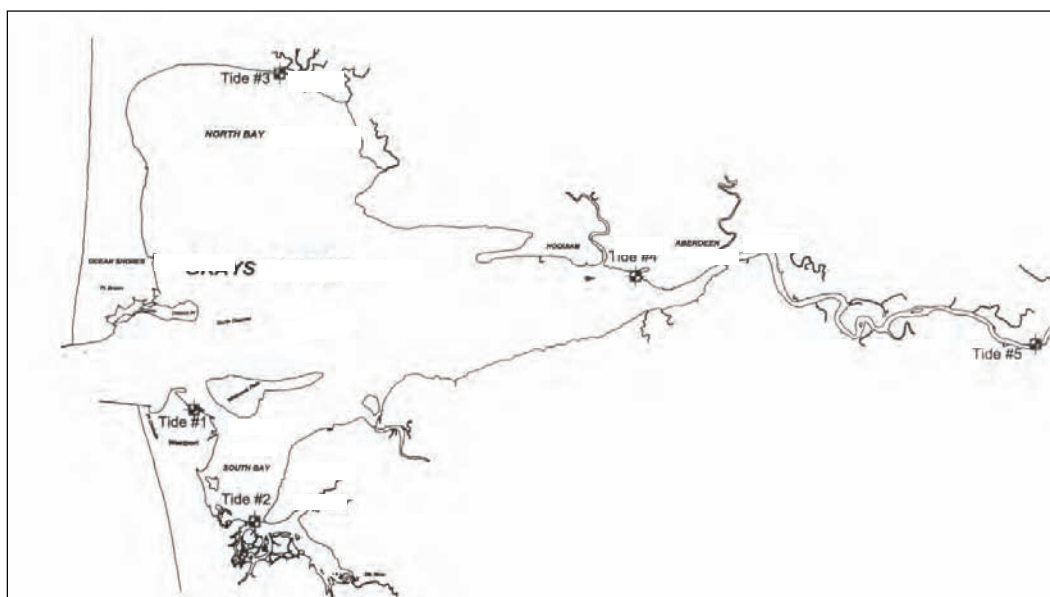 Tide #3
NORTH BAY
HOQUIAM
ABERDEEN
Tide #4
OCEAN SHORES
GRAYS
Tide #5
Tide #1
Westport
SOUTH BAY
Tide #2